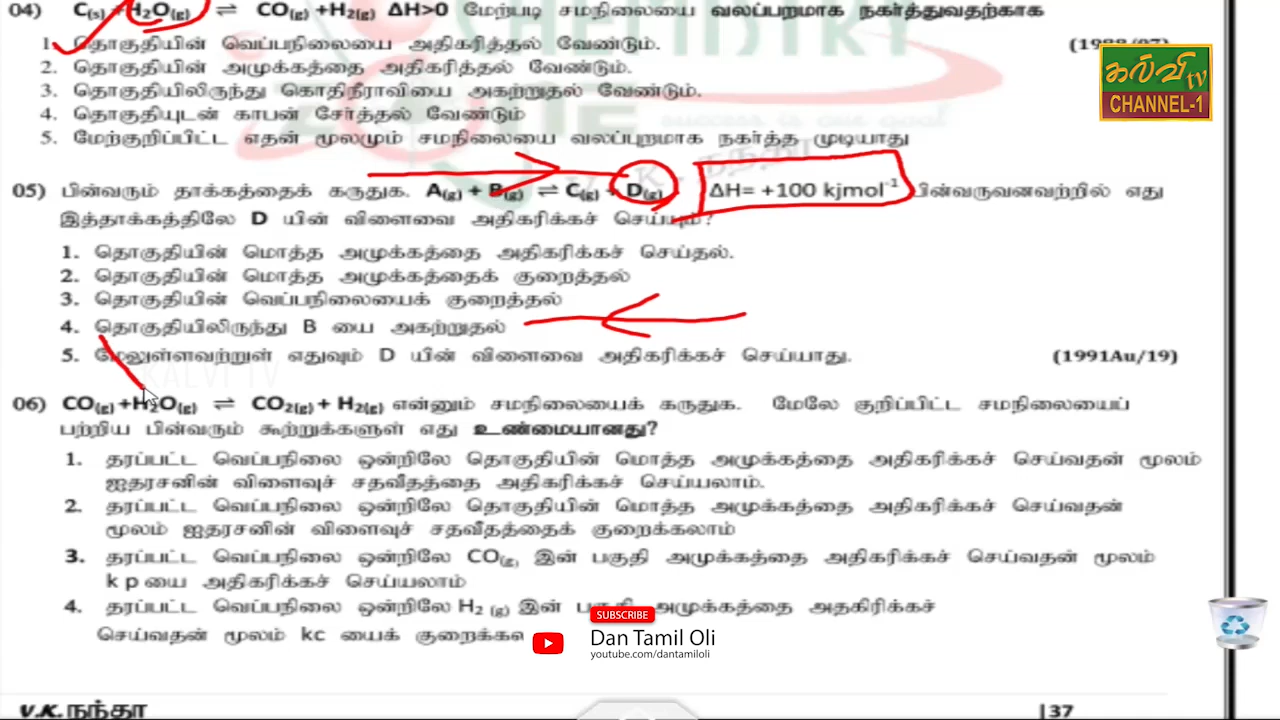 04) C(s) + H2O(g) ⇌ CO(g) +H2(g) ΔH>0 மேற்படி சமநிலையை வலப்பறமாக நகர்த்துவதற்காக
1. தொகுதியின் வெப்பநிலையை அதிகரித்தல் வேண்டும்.
2. தொகுதியின் அமுக்கத்தை அதிகரித்தல் வேண்டும்.
3. தொகுதியிலிருந்து கொதிநீராவியை அகற்றுதல் வேண்டும்.
4. தொகுதியுடன் காபன் சேர்த்தல் வேண்டும்
5. மேற்குறிப்பிட்ட எதன் மூலமும் சமநிலையை வலப்புறமாக நகர்த்த முடியாது
கல்வி tv
CHANNEL-1
05) பின்வரும் தாக்கத்தைக் கருதுக. A(g) + B(g) ⇌ C(g) + D(g) ΔH= +100 kjmol-1 பின்வருவனவற்றில் எது
இத்தாக்கத்திலே D யின் விளைவை அதிகரிக்கச் செய்யும்?
1. தொகுதியின் மொத்த அமுக்கத்தை அதிகரிக்கச் செய்தல்.
2. தொகுதியின் மொத்த அமுக்கத்தைக் குறைத்தல்
3. தொகுதியின் வெப்பநிலையைக் குறைத்தல்
4. தொகுதியிலிருந்து B யை அகற்றுதல்
5. மேலுள்ளவற்றுள் எதுவும் D யின் விளைவை அதிகரிக்கச் செய்யாது. (1991Au/19)
KALVI TV
06) CO(g) +H2O(g) ⇌ CO2(g) + H2(g) என்னும் சமநிலையைக் கருதுக. மேலே குறிப்பிட்ட சமநிலையைப்
பற்றிய பின்வரும் கூற்றுக்களுள் எது உண்மையானது?
1. தரப்பட்ட வெப்பநிலை ஒன்றிலே தொகுதியின் மொத்த அமுக்கத்தை அதிகரிக்கச் செய்வதன் மூலம்
ஐதரசனின் விளைவுச் சதவீதத்தை அதிகரிக்கச் செய்யலாம்.
2. தரப்பட்ட வெப்பநிலை ஒன்றிலே தொகுதியின் மொத்த அமுக்கத்தை அதிகரிக்கச் செய்வதன்
மூலம் ஐதரசனின் விளைவுச் சதவீதத்தைக் குறைக்கலாம்
3. தரப்பட்ட வெப்பநிலை ஒன்றிலே CO(g) இன் பகுதி அமுக்கத்தை அதிகரிக்கச் செய்வதன் மூலம்
k p யை அதிகரிக்கச் செய்யலாம்
4. தரப்பட்ட வெப்பநிலை ஒன்றிலே H2 (g) இன் பகுதி அமுக்கத்தை அதகிரிக்கச்
செய்வதன் மூலம் kc யைக் குறைக்கல
SUBSCRIBE
Dan Tamil Oli
youtube.com/dantamiloli
V.K. நந்தா |37